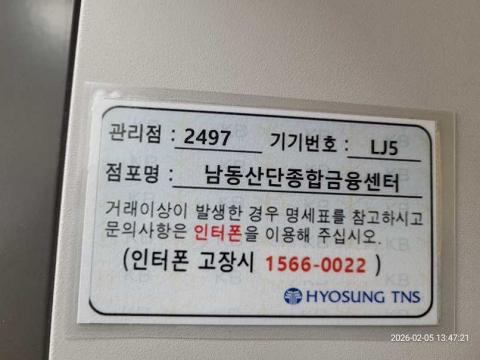 관리점 : 2497 기기번호 : LJ5
점포명 : 남동산단종합금융센터
거래이상이 발생한 경우 명세표를 참고하시고
문의사항은 인터폰을 이용해 주십시오.
(인터폰 고장시 1566-0022 )
HYOSUNG TNS
2026-02-05 13:47:21